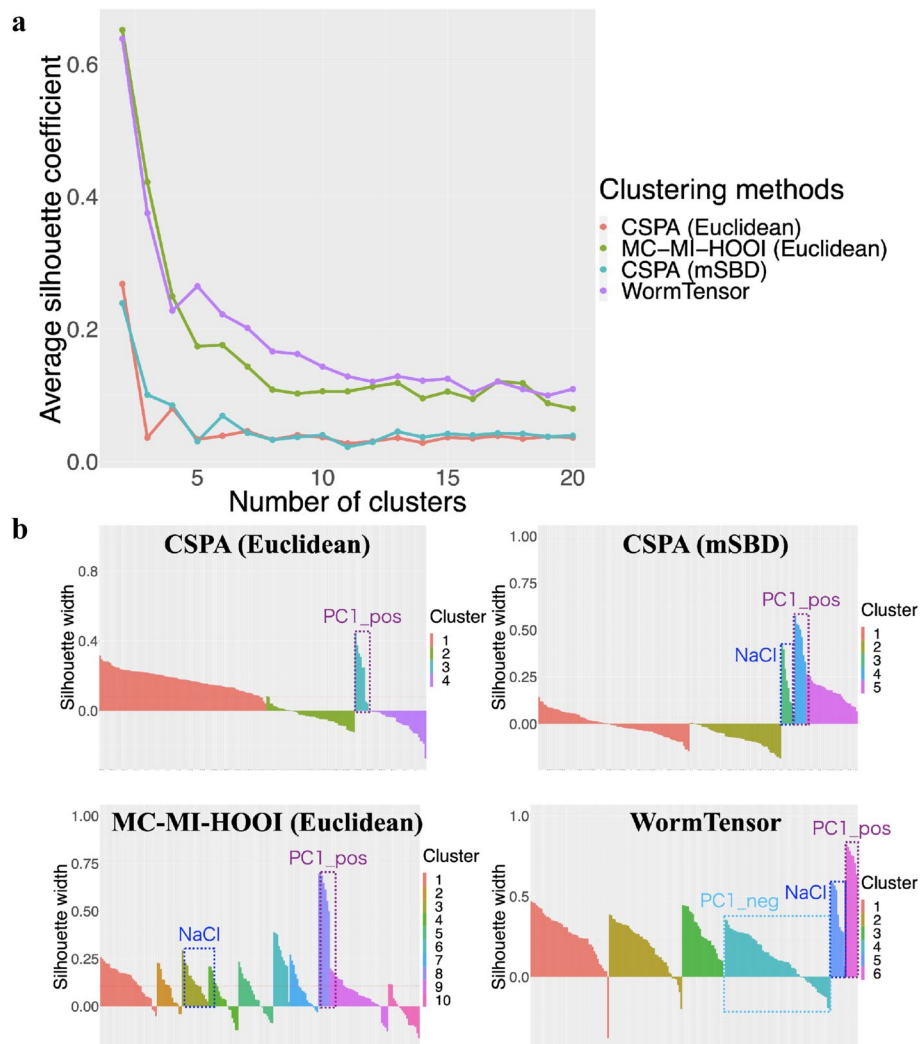 a
Average silhouette coefficient
0.6
0.4
0.2
0.0
5
10
15
20
Number of clusters
Clustering methods
CSPA (Euclidean)
MC−MI−HOOI (Euclidean)
CSPA (mSBD)
WormTensor
b
CSPA (Euclidean)
Silhouette width
0.8
0.4
0.0
PC1_pos
Cluster
1
2
3
4
CSPA (mSBD)
Silhouette width
1.00
0.75
0.50
0.25
0.00
PC1_pos
NaCl
Cluster
1
2
3
4
5
MC-MI-HOOI (Euclidean)
Silhouette width
1.00
0.75
0.50
0.25
0.00
PC1_pos
NaCl
Cluster
1
2
3
4
5
6
7
8
9
10
WormTensor
Silhouette width
1.0
0.5
0.0
PC1_pos
NaCl
PC1_neg
Cluster
1
2
3
4
5
6